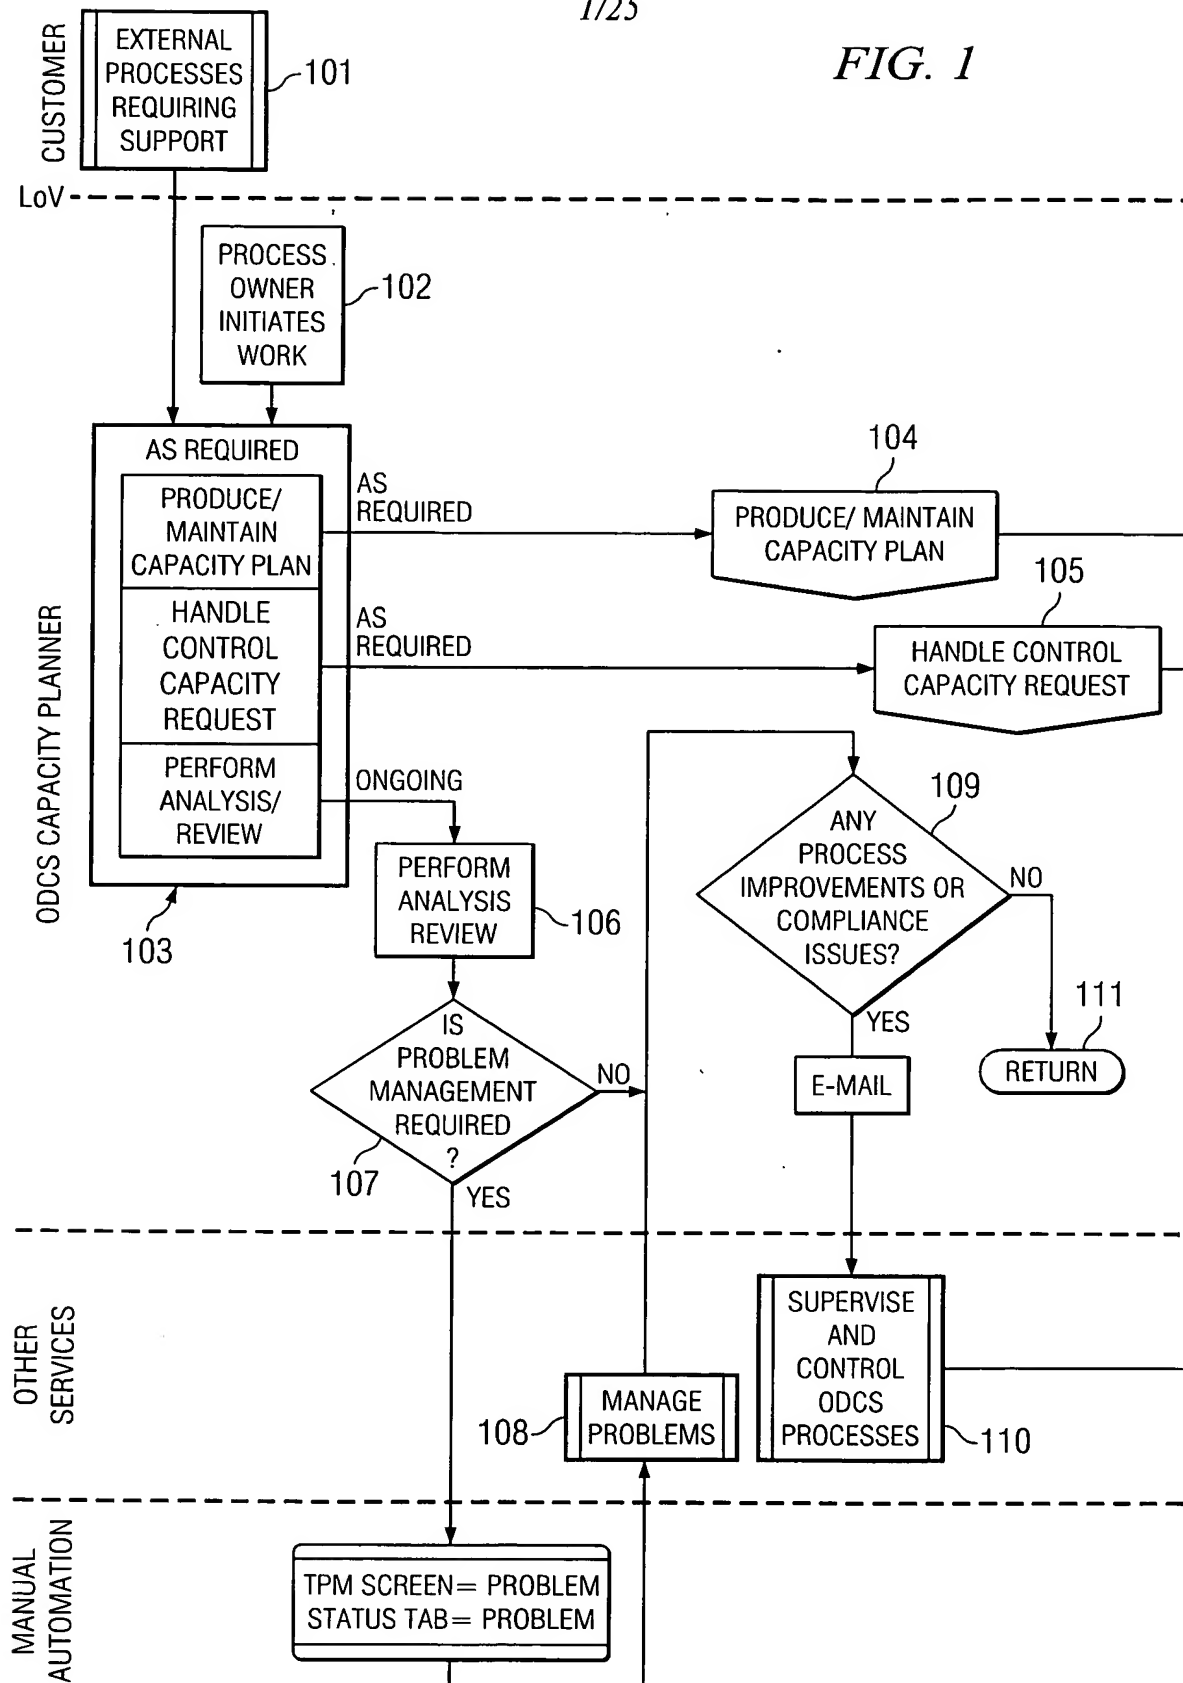 1/25
FIG. 1
CUSTOMER
EXTERNAL
PROCESSES
REQUIRING
SUPPORT
101
LoV
PROCESS
OWNER
INITIATES
WORK
102
ODCS CAPACITY PLANNER
AS REQUIRED
PRODUCE/
MAINTAIN
CAPACITY PLAN
HANDLE
CONTROL
CAPACITY
REQUEST
PERFORM
ANALYSIS/
REVIEW
103
AS
REQUIRED
104
PRODUCE/ MAINTAIN
CAPACITY PLAN
AS
REQUIRED
105
HANDLE CONTROL
CAPACITY REQUEST
ONGOING
PERFORM
ANALYSIS
REVIEW
106
IS
PROBLEM
MANAGEMENT
REQUIRED
?
107
NO
YES
109
ANY
PROCESS
IMPROVEMENTS OR
COMPLIANCE
ISSUES?
NO
YES
111
RETURN
E-MAIL
OTHER
SERVICES
108
MANAGE
PROBLEMS
SUPERVISE
AND
CONTROL
ODCS
PROCESSES
110
MANUAL
AUTOMATION
TPM SCREEN= PROBLEM
STATUS TAB= PROBLEM